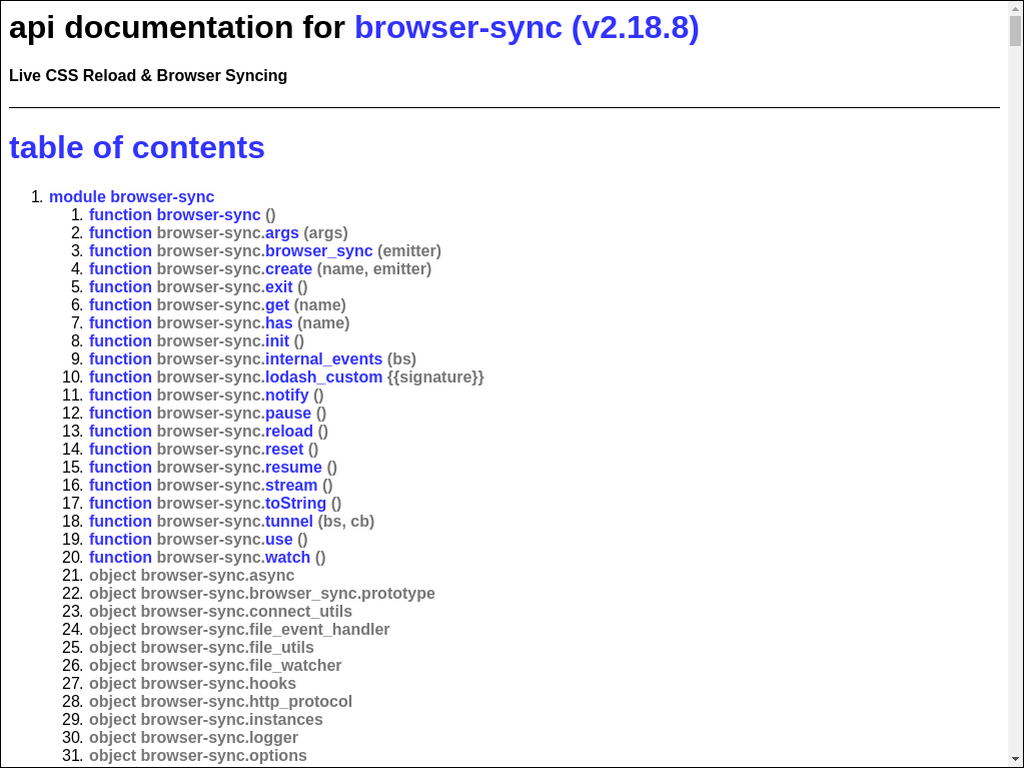 api documentation for browser-sync (v2.18.8)
Live CSS Reload & Browser Syncing
table of contents
1. module browser-sync
1. function browser-sync ()
2. function browser-sync.args (args)
3. function browser-sync.browser_sync (emitter)
4. function browser-sync.create (name, emitter)
5. function browser-sync.exit ()
6. function browser-sync.get (name)
7. function browser-sync.has (name)
8. function browser-sync.init ()
9. function browser-sync.internal_events (bs)
10. function browser-sync.lodash_custom {{signature}}
11. function browser-sync.notify ()
12. function browser-sync.pause ()
13. function browser-sync.reload ()
14. function browser-sync.reset ()
15. function browser-sync.resume ()
16. function browser-sync.stream ()
17. function browser-sync.toString ()
18. function browser-sync.tunnel (bs, cb)
19. function browser-sync.use ()
20. function browser-sync.watch ()
21. object browser-sync.async
22. object browser-sync.browser_sync.prototype
23. object browser-sync.connect_utils
24. object browser-sync.file_event_handler
25. object browser-sync.file_utils
26. object browser-sync.file_watcher
27. object browser-sync.hooks
28. object browser-sync.http_protocol
29. object browser-sync.instances
30. object browser-sync.logger
31. object browser-sync.options